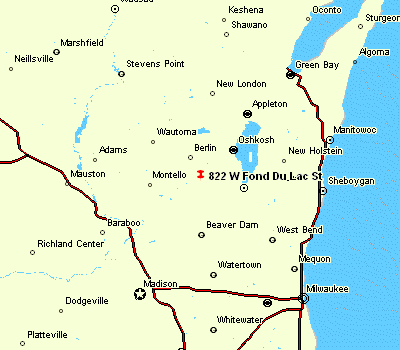 Wausau
Keshena
Oconto
Shawano
Sturgeon
Marshfield
Algoma
Neillsville
Stevens Point
Green Bay
New London
Appleton
Wautoma
Manitowoc
Oshkosh
Adams
Berlin
New Holstein
Mauston
Montello
822 W Fond Du Lac St
Sheboygan
Baraboo
Beaver Dam
Richland Center
West Bend
Watertown
Mequon
Madison
Milwaukee
Dodgeville
Whitewater
Platteville